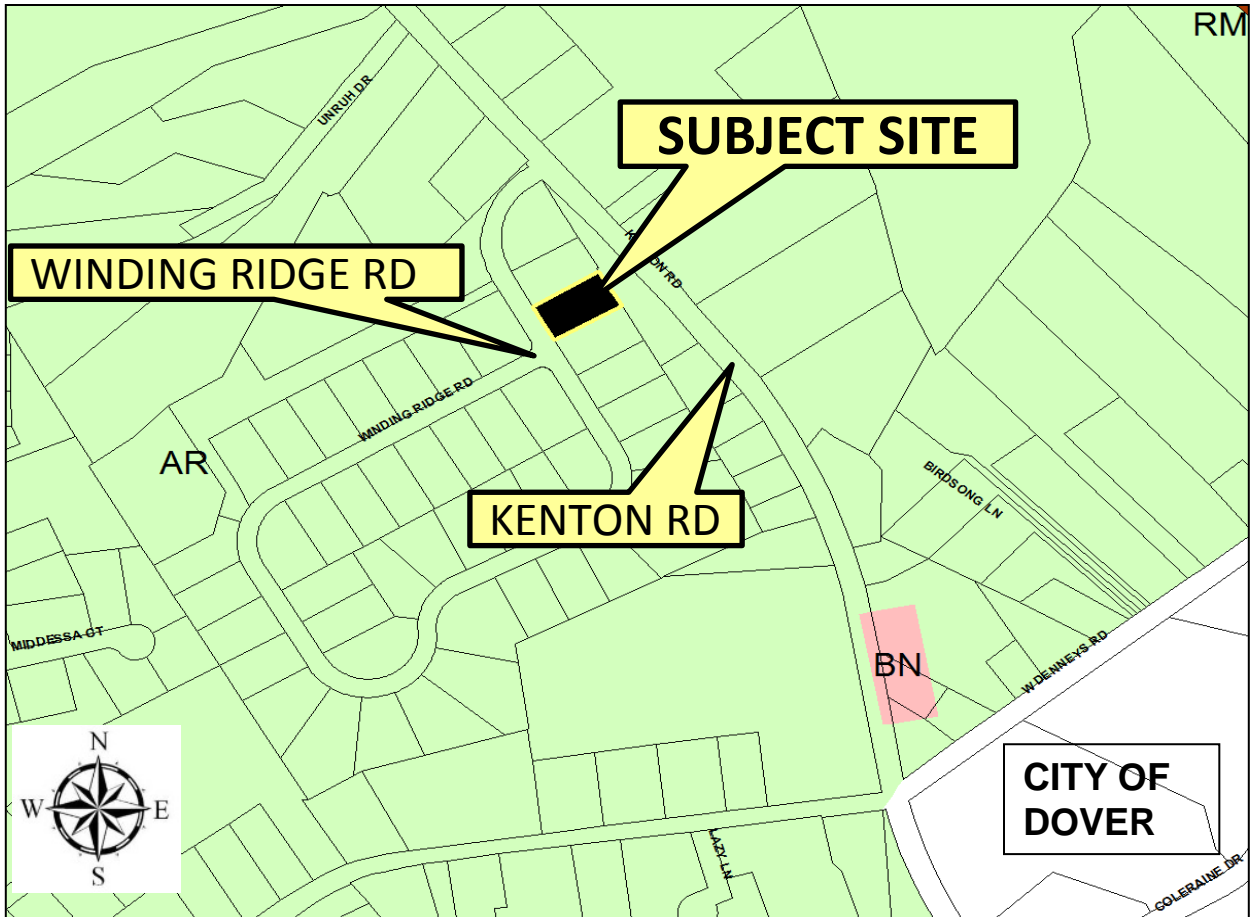 RM
UNRUH DR
SUBJECT SITE
WINDING RIDGE RD
KENTON RD
WINDING RIDGE RD
AR
KENTON RD
BIRDSONG LN
MIDDESSA CT
BN
W DENNEYS RD
N
W E
S
CITY OF
DOVER
LAZY LN
COLERAINE DR